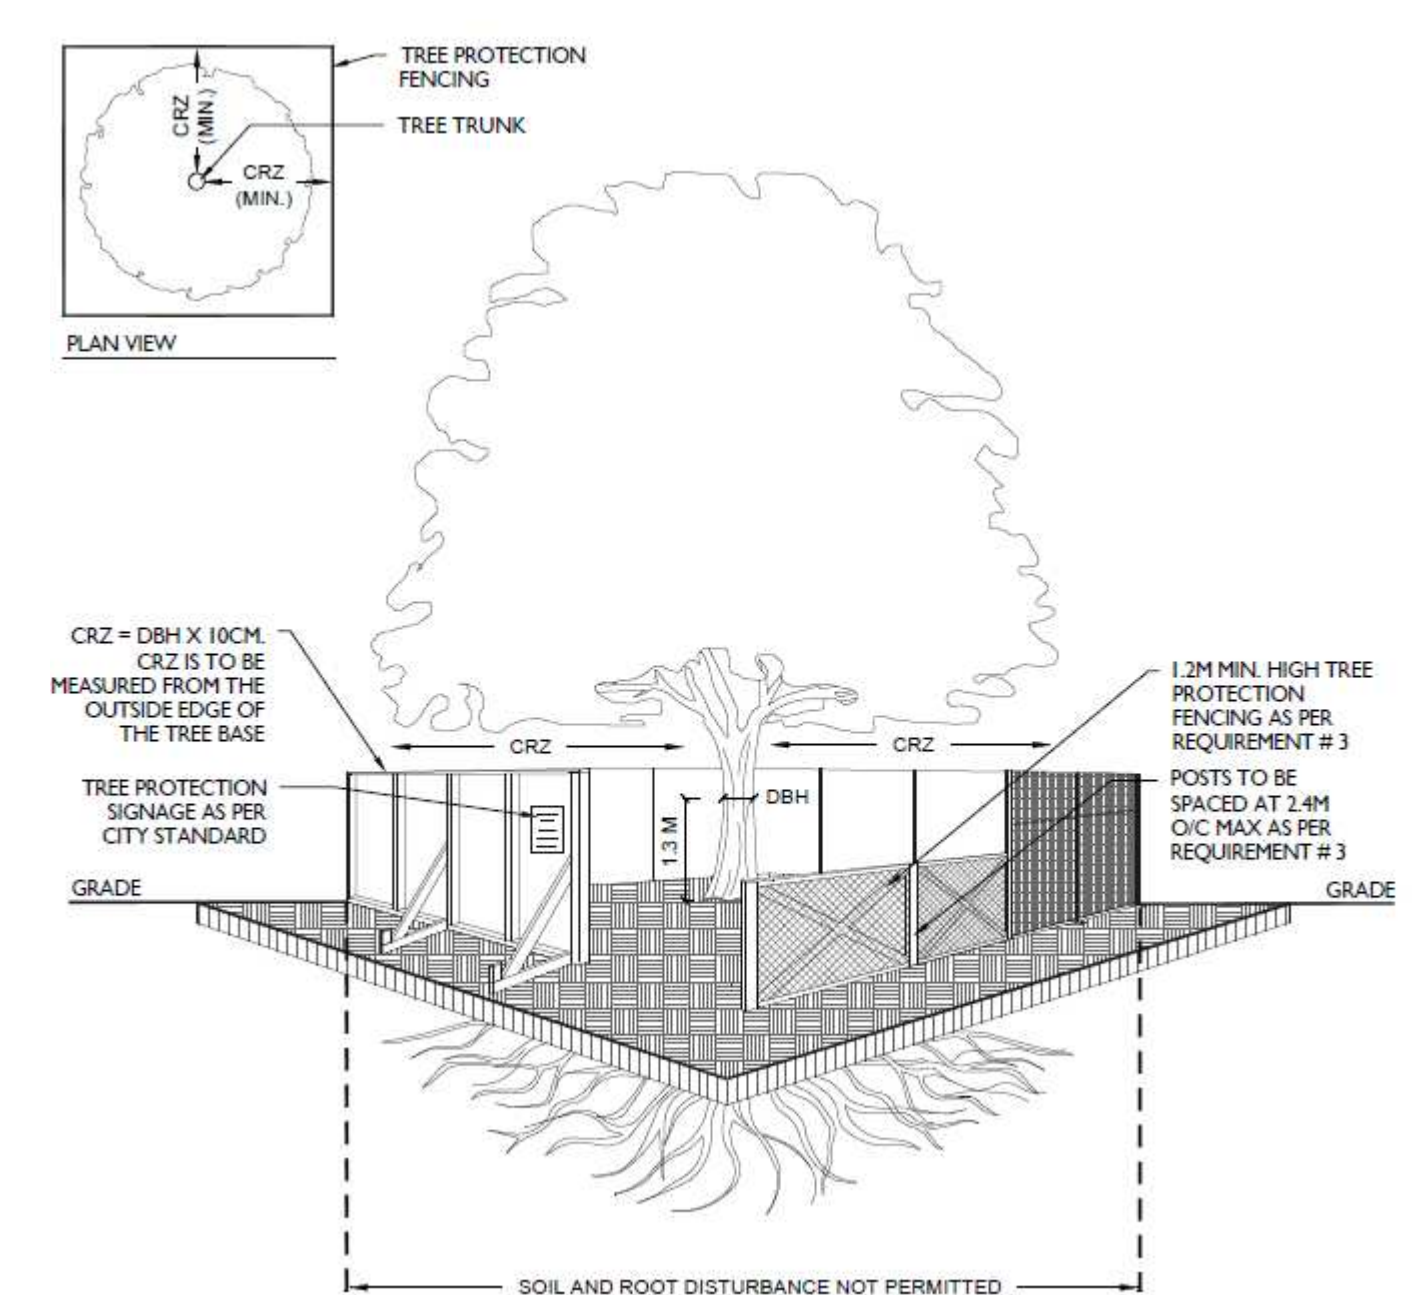 TREE PROTECTION
FENCING
TREE TRUNK
CRZ
(MIN.)
CRZ
(MIN.)
PLAN VIEW
CRZ = DBH X 10CM.
CRZ IS TO BE
MEASURED FROM THE
OUTSIDE EDGE OF
THE TREE BASE
TREE PROTECTION
SIGNAGE AS PER
CITY STANDARD
GRADE
CRZ
CRZ
DBH
1.3 M
1.2M MIN. HIGH TREE
PROTECTION
FENCING AS PER
REQUIREMENT # 3
POSTS TO BE
SPACED AT 2.4M
O/C MAX AS PER
REQUIREMENT # 3
GRADE
SOIL AND ROOT DISTURBANCE NOT PERMITTED